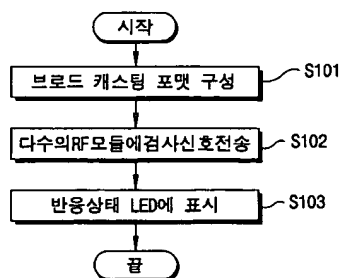 시작
브로드 캐스팅 포맷 구성
S101
다수의RF모듈에검사신호전송
S102
반응상태 LED에 표시
S103
끝